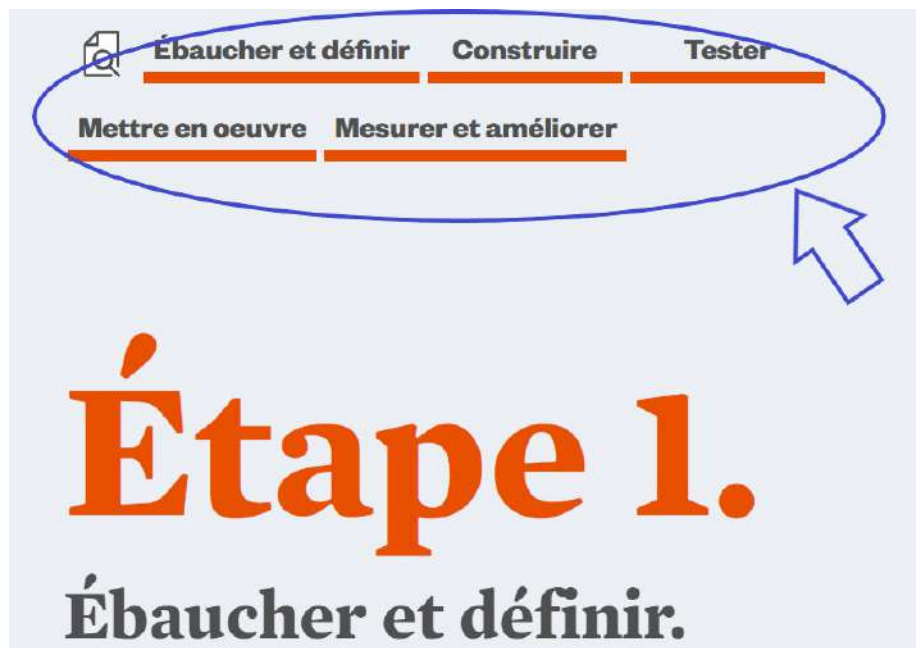 Ébaucher et définir Construire Tester
Mettre en oeuvre Mesurer et améliorer
Étape 1.
Ébaucher et définir.